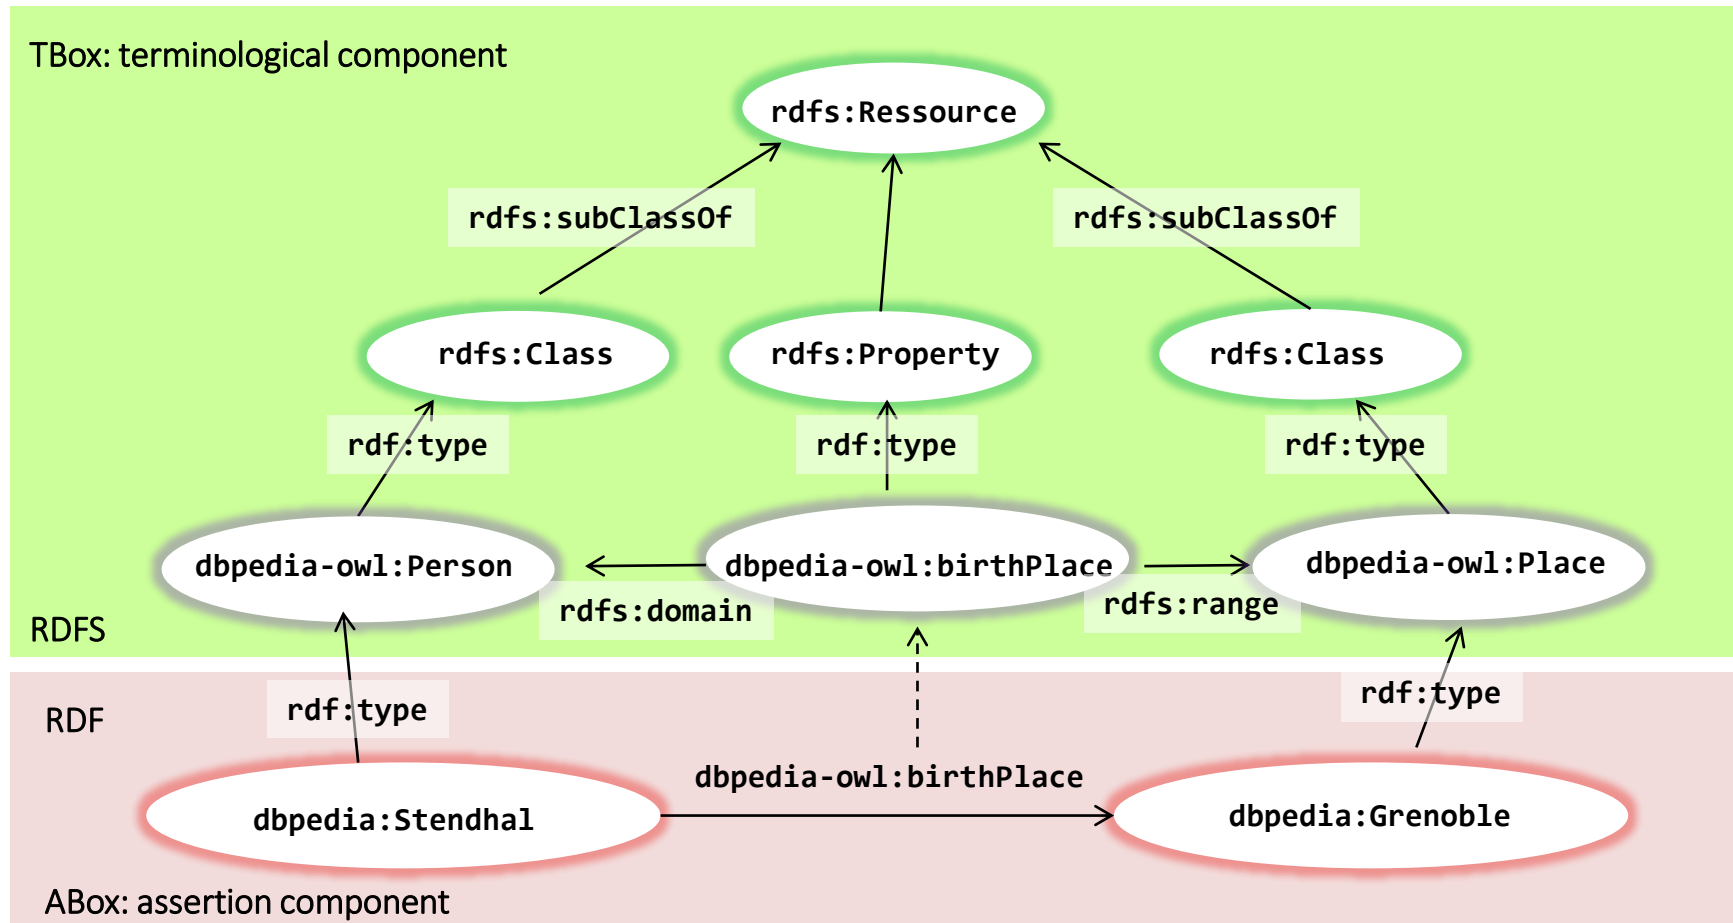 TBox: terminological component
rdfs:Ressource
rdfs:subClassOf
rdfs:subClassOf
rdfs:Class
rdfs:Property
rdfs:Class
rdf:type
rdf:type
rdf:type
dbpedia-owl:Person
dbpedia-owl:birthPlace
dbpedia-owl:Place
rdfs:domain
rdfs:range
RDFS
RDF
rdf:type
rdf:type
dbpedia-owl:birthPlace
dbpedia:Stendhal
dbpedia:Grenoble
ABox: assertion component